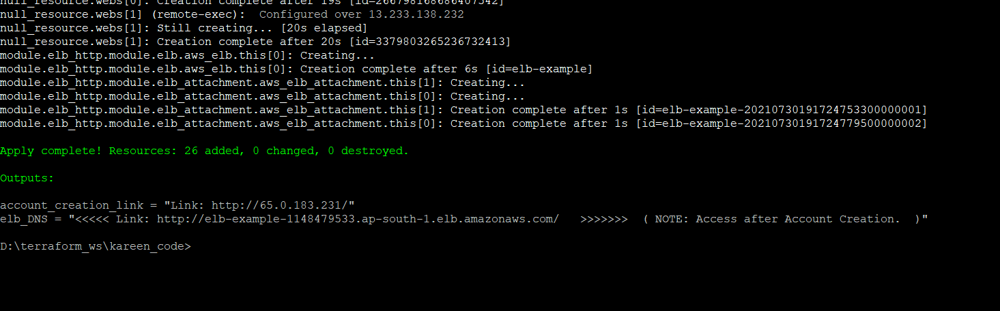 null_resource.webs[0]: Creation complete after 19s [id=266798168686407542]
null_resource.webs[1] (remote-exec):  Configured over 13.233.138.232
null_resource.webs[1]: Still creating... [20s elapsed]
null_resource.webs[1]: Creation complete after 20s [id=3379803265236732413]
module.elb_http.module.elb.aws_elb.this[0]: Creating...
module.elb_http.module.elb.aws_elb.this[0]: Creation complete after 6s [id=elb-example]
module.elb_http.module.elb_attachment.aws_elb_attachment.this[1]: Creating...
module.elb_http.module.elb_attachment.aws_elb_attachment.this[0]: Creating...
module.elb_http.module.elb_attachment.aws_elb_attachment.this[1]: Creation complete after 1s [id=elb-example-20210730191724753300000001]
module.elb_http.module.elb_attachment.aws_elb_attachment.this[0]: Creation complete after 1s [id=elb-example-20210730191724779500000002]
Apply complete! Resources: 26 added, 0 changed, 0 destroyed.
Outputs:
account_creation_link = "Link: http://65.0.183.231/"
elb_DNS = "<<<<< Link: http://elb-example-1148479533.ap-south-1.elb.amazonaws.com/   >>>>>>>  ( NOTE: Access after Account Creation.  )"
D:\terraform_ws\kareen_code>